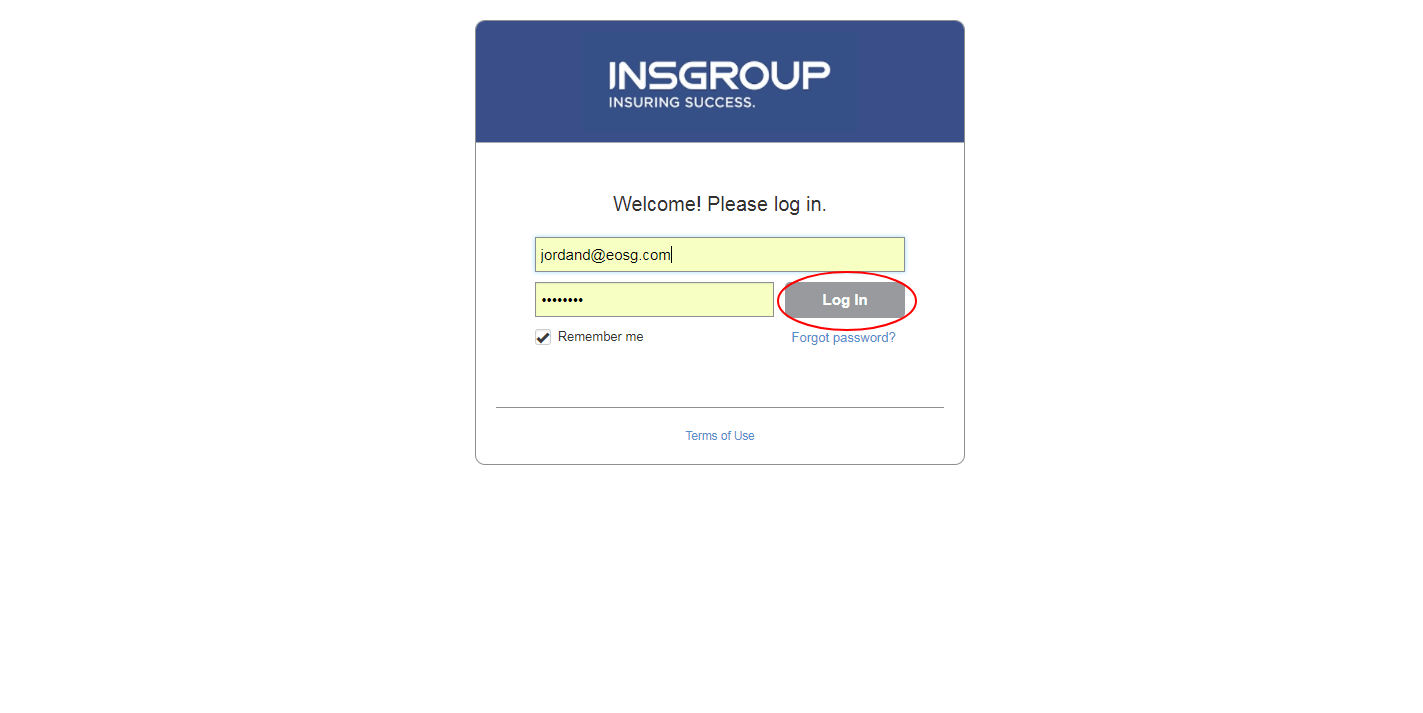 INSGROUP
INSURING SUCCESS.
Welcome! Please log in.
jordand@eosg.com
••••••••
Log In
Remember me
Forgot password?
Terms of Use